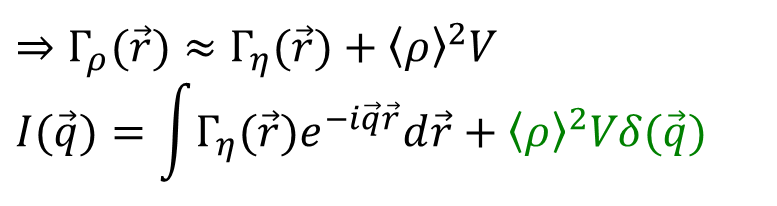 ⇒ Γ_ρ(r⃗) ≈ Γ_η(r⃗) + ⟨ρ⟩²V
I(q⃗) = ∫Γ_η(r⃗)e^{−iq⃗r⃗}dr⃗ + ⟨ρ⟩²Vδ(q⃗)